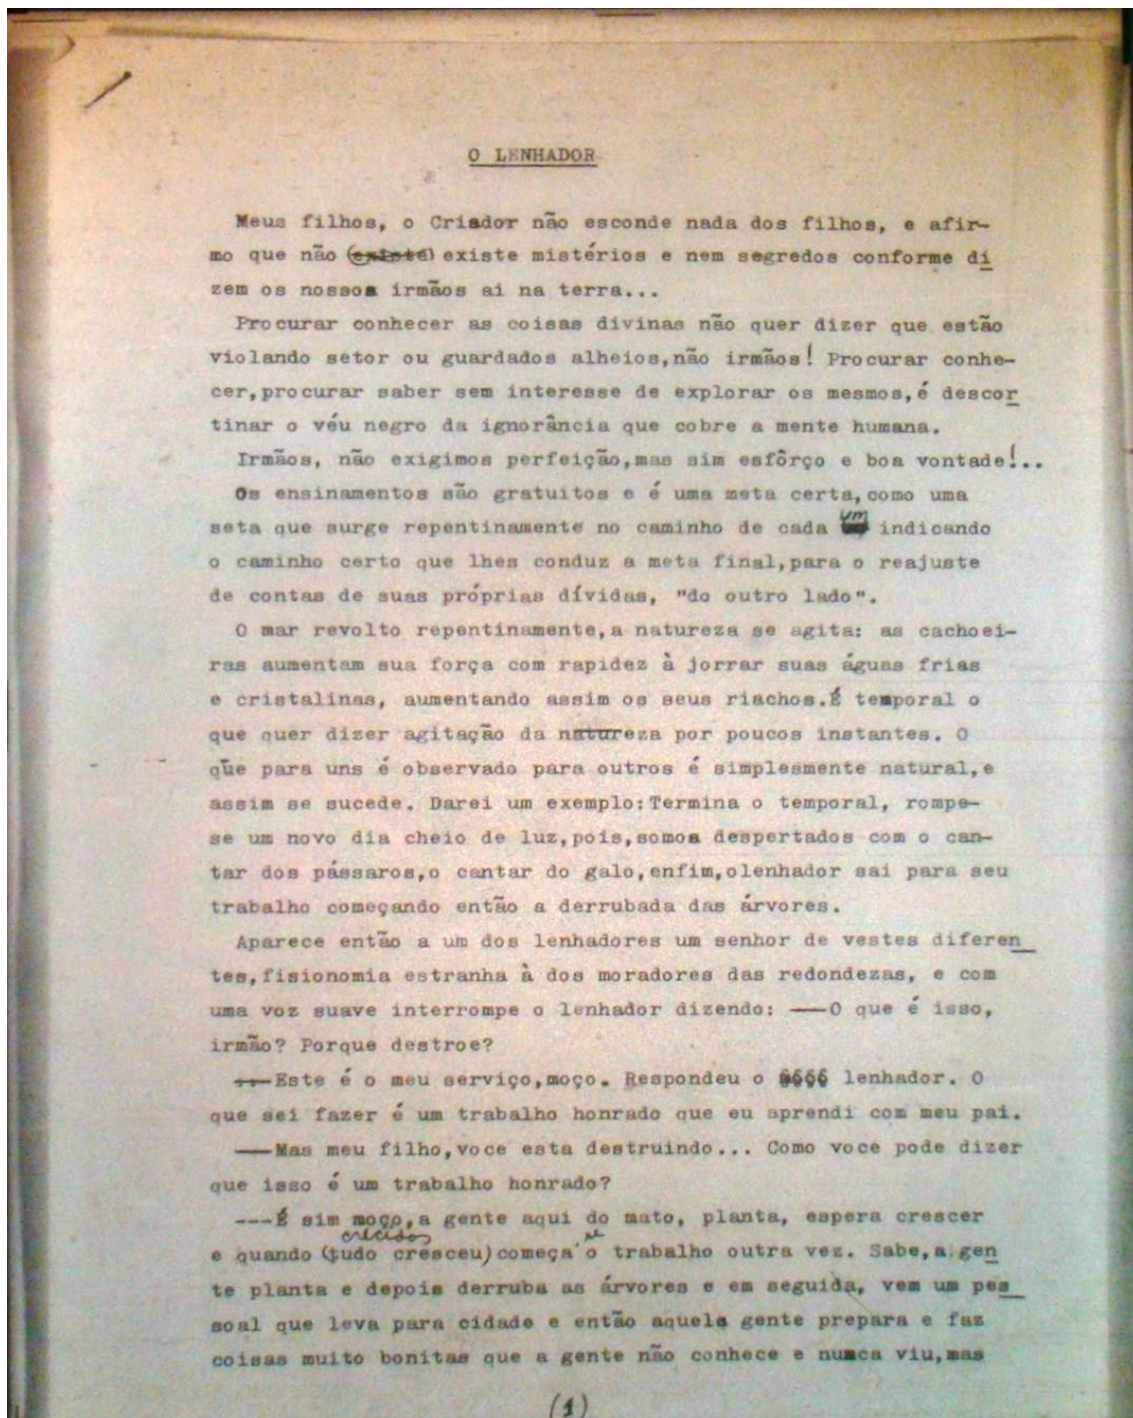 O LENHADOR
Meus filhos, o Criador não esconde nada dos filhos, e afir-
mo que não (existe) existe mistérios e nem segredos conforme di
zem os nossos irmãos ai na terra...
Procurar conhecer as coisas divinas não quer dizer que estão
violando setor ou guardados alheios,não irmãos! Procurar conhe-
cer,procurar saber sem interesse de explorar os mesmos,é descor
tinar o véu negro da ignorância que cobre a mente humana.
Irmãos, não exigimos perfeição,mas sim esfôrço e boa vontade!..
Os ensinamentos são gratuitos e é uma meta certa,como uma
seta que surge repentinamente no caminho de cada um indicando
o caminho certo que lhes conduz a meta final,para o reajuste
de contas de suas próprias dívidas, "do outro lado".
O mar revolto repentinamente,a natureza se agita: as cachoei-
ras aumentam sua força com rapidez à jorrar suas águas frias
e cristalinas, aumentando assim os seus riachos.É temporal o
que quer dizer agitação da natureza por poucos instantes. O
que para uns é observado para outros é simplesmente natural,e
assim se sucede. Darei um exemplo:Termina o temporal, rompe-
se um novo dia cheio de luz,pois,somos despertados com o can-
tar dos pássaros,o cantar do galo,enfim,olenhador sai para seu
trabalho começando então a derrubada das árvores.
Aparece então a um dos lenhadores um senhor de vestes diferen
tes,fisionomia estranha à dos moradores das redondezas, e com
uma voz suave interrompe o lenhador dizendo: ——O que é isso,
irmão? Porque destroe?
——Este é o meu serviço,moço. Respondeu o lenhador. O
que sei fazer é um trabalho honrado que eu aprendi com meu pai.
——Mas meu filho,voce esta destruindo... Como voce pode dizer
que isso é um trabalho honrado?
---É sim moço,a gente aqui do mato, planta, espera crescer
e quando (tudo cresceu) começa o trabalho outra vez. Sabe,a gen
te planta e depois derruba as árvores e em seguida, vem um pes
soal que leva para cidade e então aquela gente prepara e faz
coisas muito bonitas que a gente não conhece e nunca viu,mas
(1)